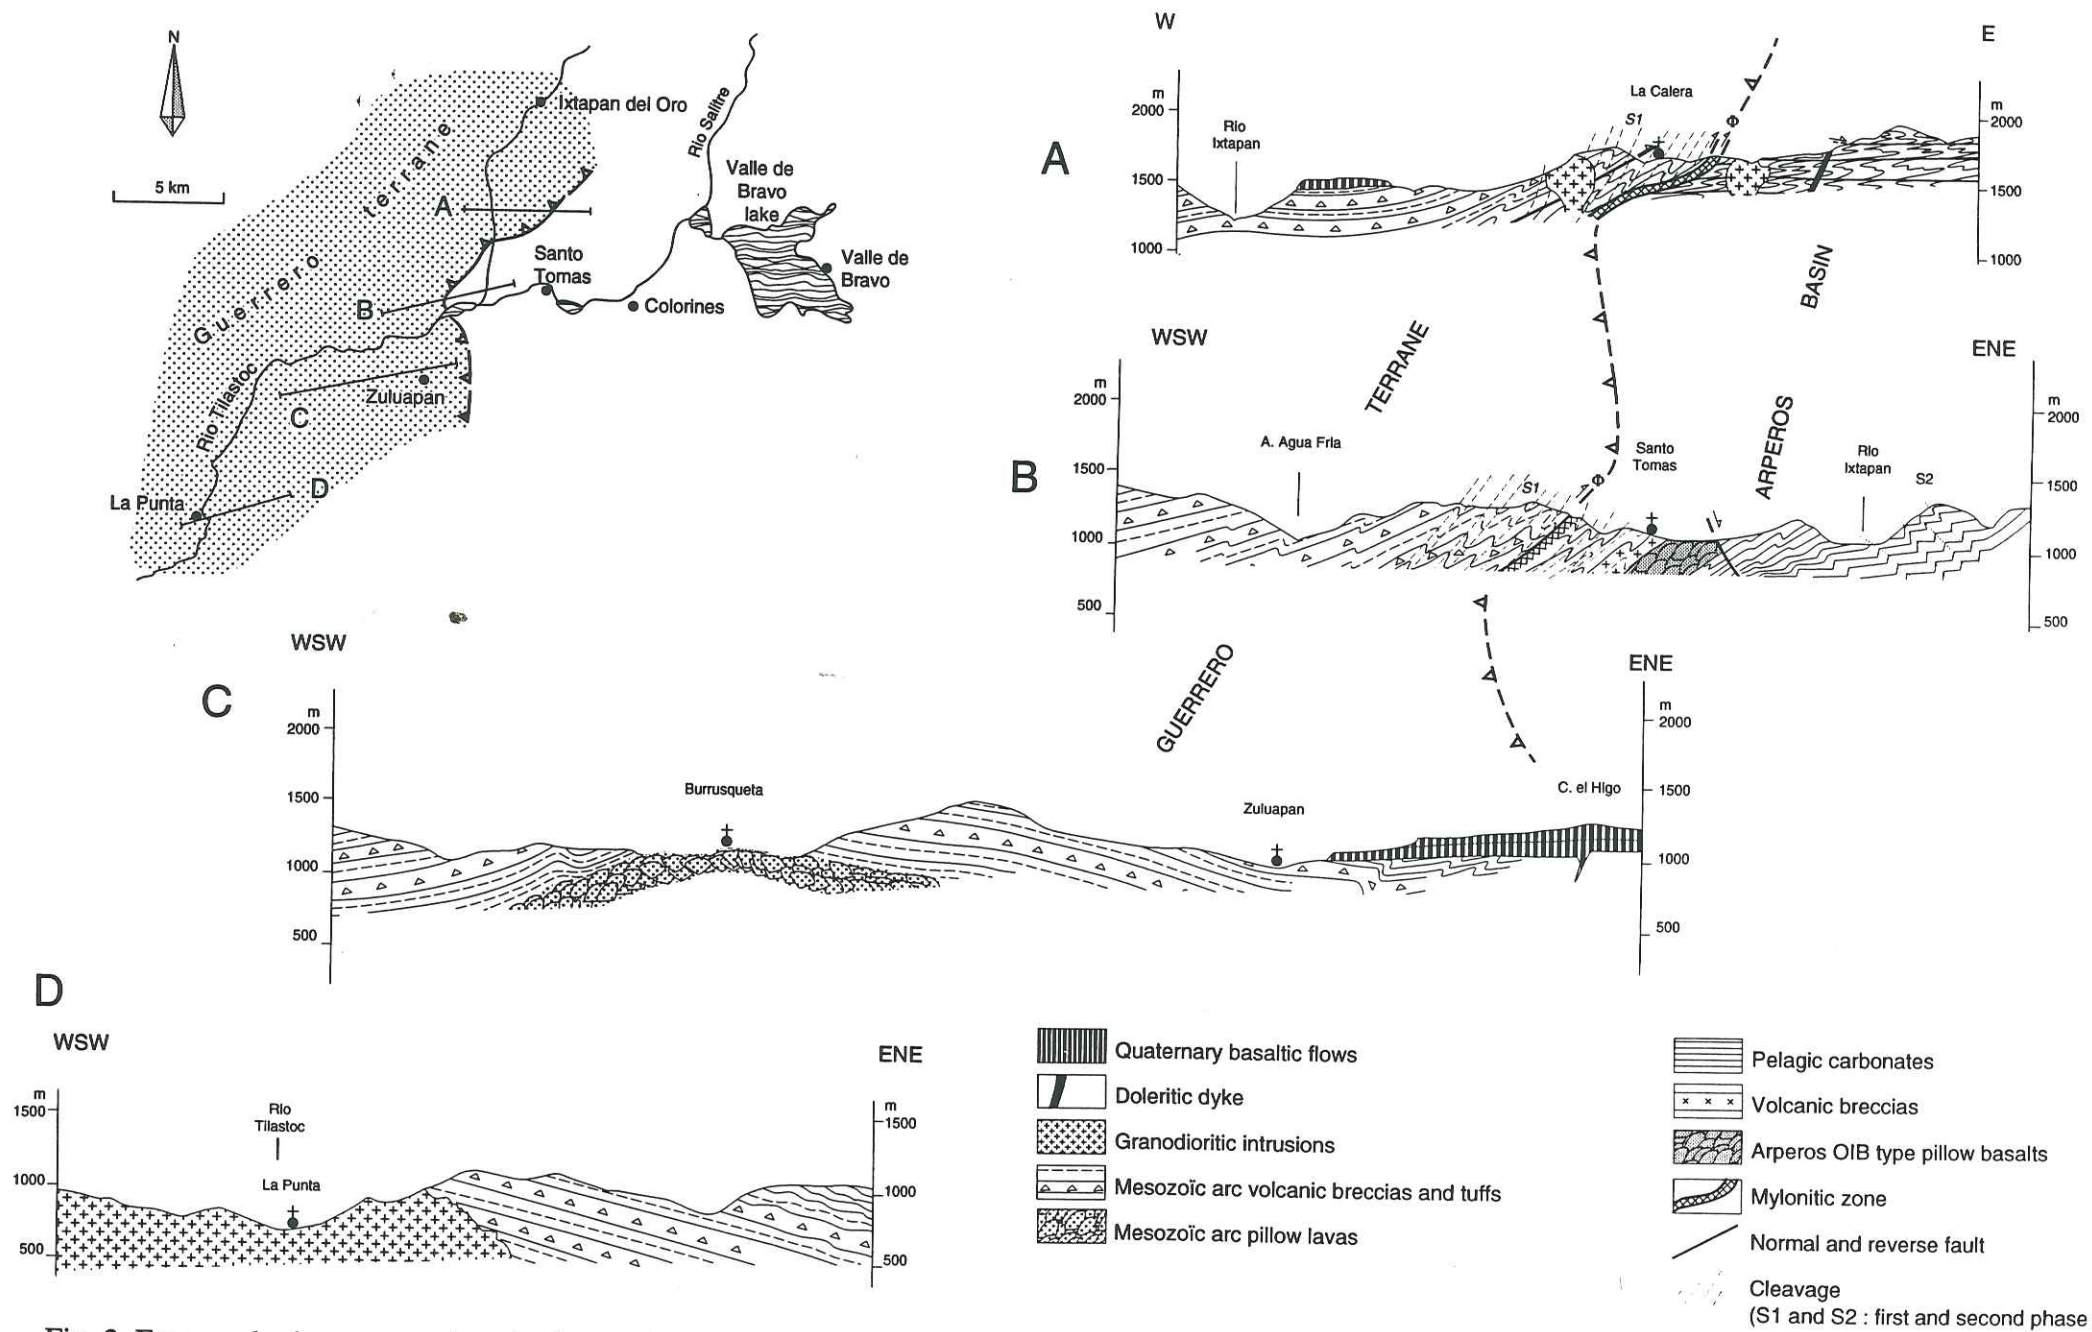 N
5 km
Ixtapan del Oro
Guerrero terrane
Rio Salitre
Valle de
Bravo
lake
A
Santo
Tomas
Valle de
Bravo
B
Colorines
Rio Tilastoc
Zuluapan
C
La Punta
D
W
E
A
m
2000
1500
1000
Rio
Ixtapan
S1
La Calera
m
2000
1500
1000
BASIN
TERRANE
ARPEROS
WSW
ENE
B
m
2000
1500
1000
500
A. Agua Fria
S1
Santo
Tomas
Rio
Ixtapan
S2
m
2000
1500
1000
500
GUERRERO
WSW
ENE
C
m
2000
1500
1000
500
Burrusqueta
Zuluapan
C. el Higo
m
2000
1500
1000
500
D
WSW
ENE
m
1500
1000
500
Rio
Tilastoc
La Punta
m
1500
1000
500
Quaternary basaltic flows
Doleritic dyke
Granodioritic intrusions
Mesozoïc arc volcanic breccias and tuffs
Mesozoïc arc pillow lavas
Pelagic carbonates
Volcanic breccias
Arperos OIB type pillow basalts
Mylonitic zone
Normal and reverse fault
Cleavage
(S1 and S2 : first and second phase